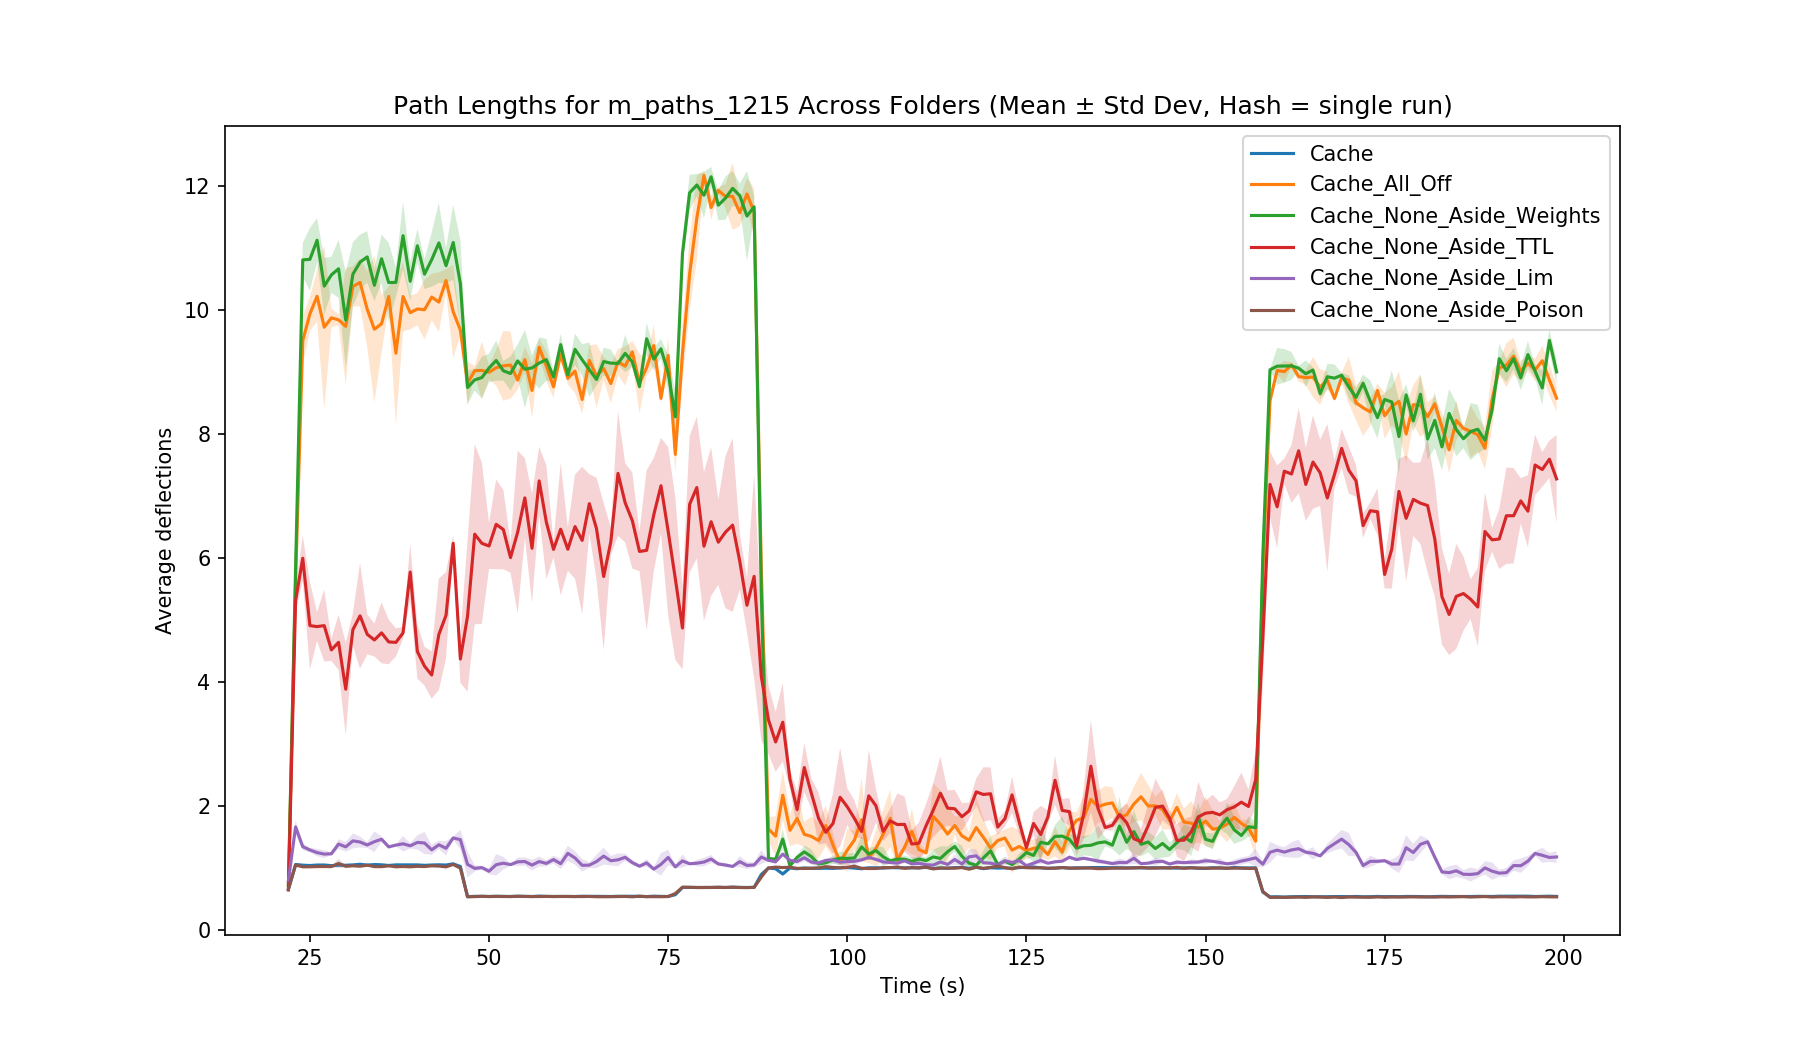 Path Lengths for m_paths_1215 Across Folders (Mean ± Std Dev, Hash = single run)
Cache
Cache_All_Off
Cache_None_Aside_Weights
Cache_None_Aside_TTL
Cache_None_Aside_Lim
Cache_None_Aside_Poison
Average deflections
12
10
8
6
4
2
0
25 50 75 100 125 150 175 200
Time (s)